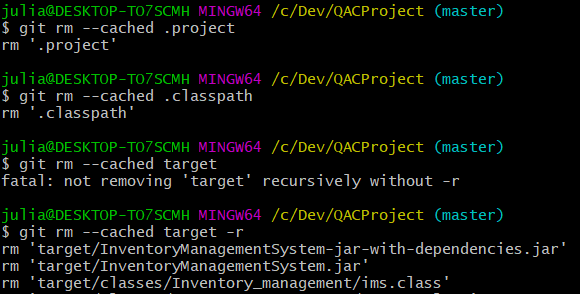 julia@DESKTOP-TO7SCMH MINGW64 /c/Dev/QACProject (master)
$ git rm --cached .project
rm '.project'
julia@DESKTOP-TO7SCMH MINGW64 /c/Dev/QACProject (master)
$ git rm --cached .classpath
rm '.classpath'
julia@DESKTOP-TO7SCMH MINGW64 /c/Dev/QACProject (master)
$ git rm --cached target
fatal: not removing 'target' recursively without -r
julia@DESKTOP-TO7SCMH MINGW64 /c/Dev/QACProject (master)
$ git rm --cached target -r
rm 'target/InventoryManagementSystem-jar-with-dependencies.jar'
rm 'target/InventoryManagementSystem.jar'
rm 'target/classes/Inventory_management/ims.class'